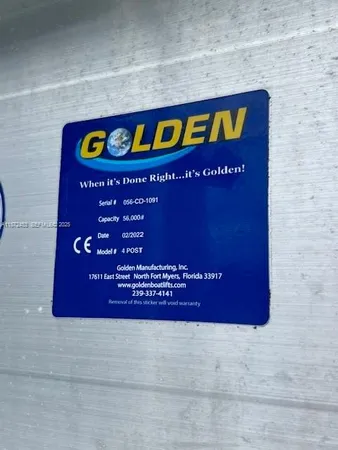 GOLDEN
When it's Done Right...it's Golden!
Serial # 056-CD-1091
Capacity 56,000#
Date 02/2022
CE
Model # 4 POST
Golden Manufacturing, Inc.
17611 East Street North Fort Myers, Florida 33917
www.goldenboatlifts.com
239-337-4141
Removal of this sticker will void warranty